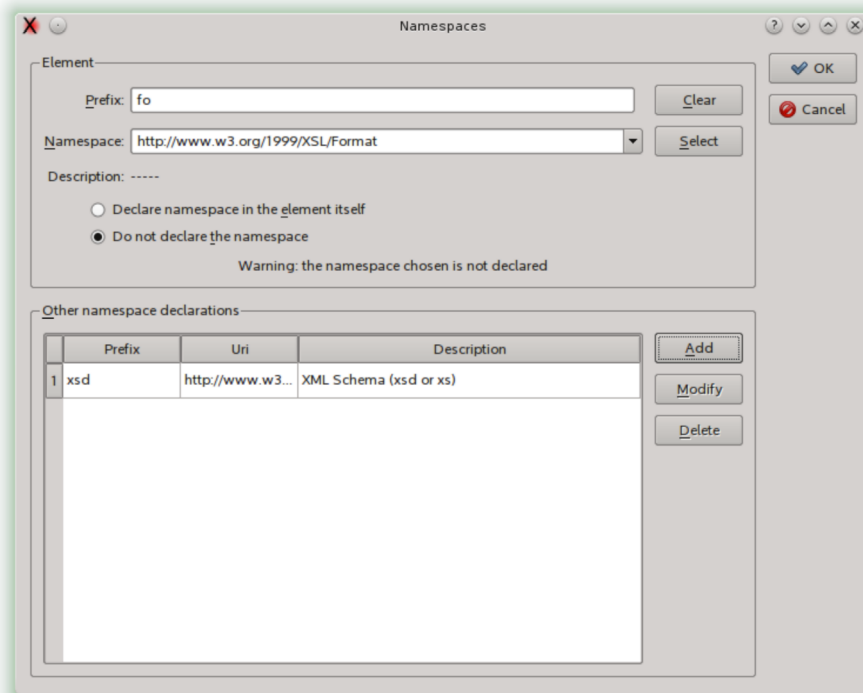 Namespaces
OK
Cancel
Element
Prefix: fo
Clear
Namespace: http://www.w3.org/1999/XSL/Format
Select
Description: -----
Declare namespace in the element itself
Do not declare the namespace
Warning: the namespace chosen is not declared
Other namespace declarations
Prefix Uri Description
1 xsd http://www.w3... XML Schema (xsd or xs)
Add
Modify
Delete